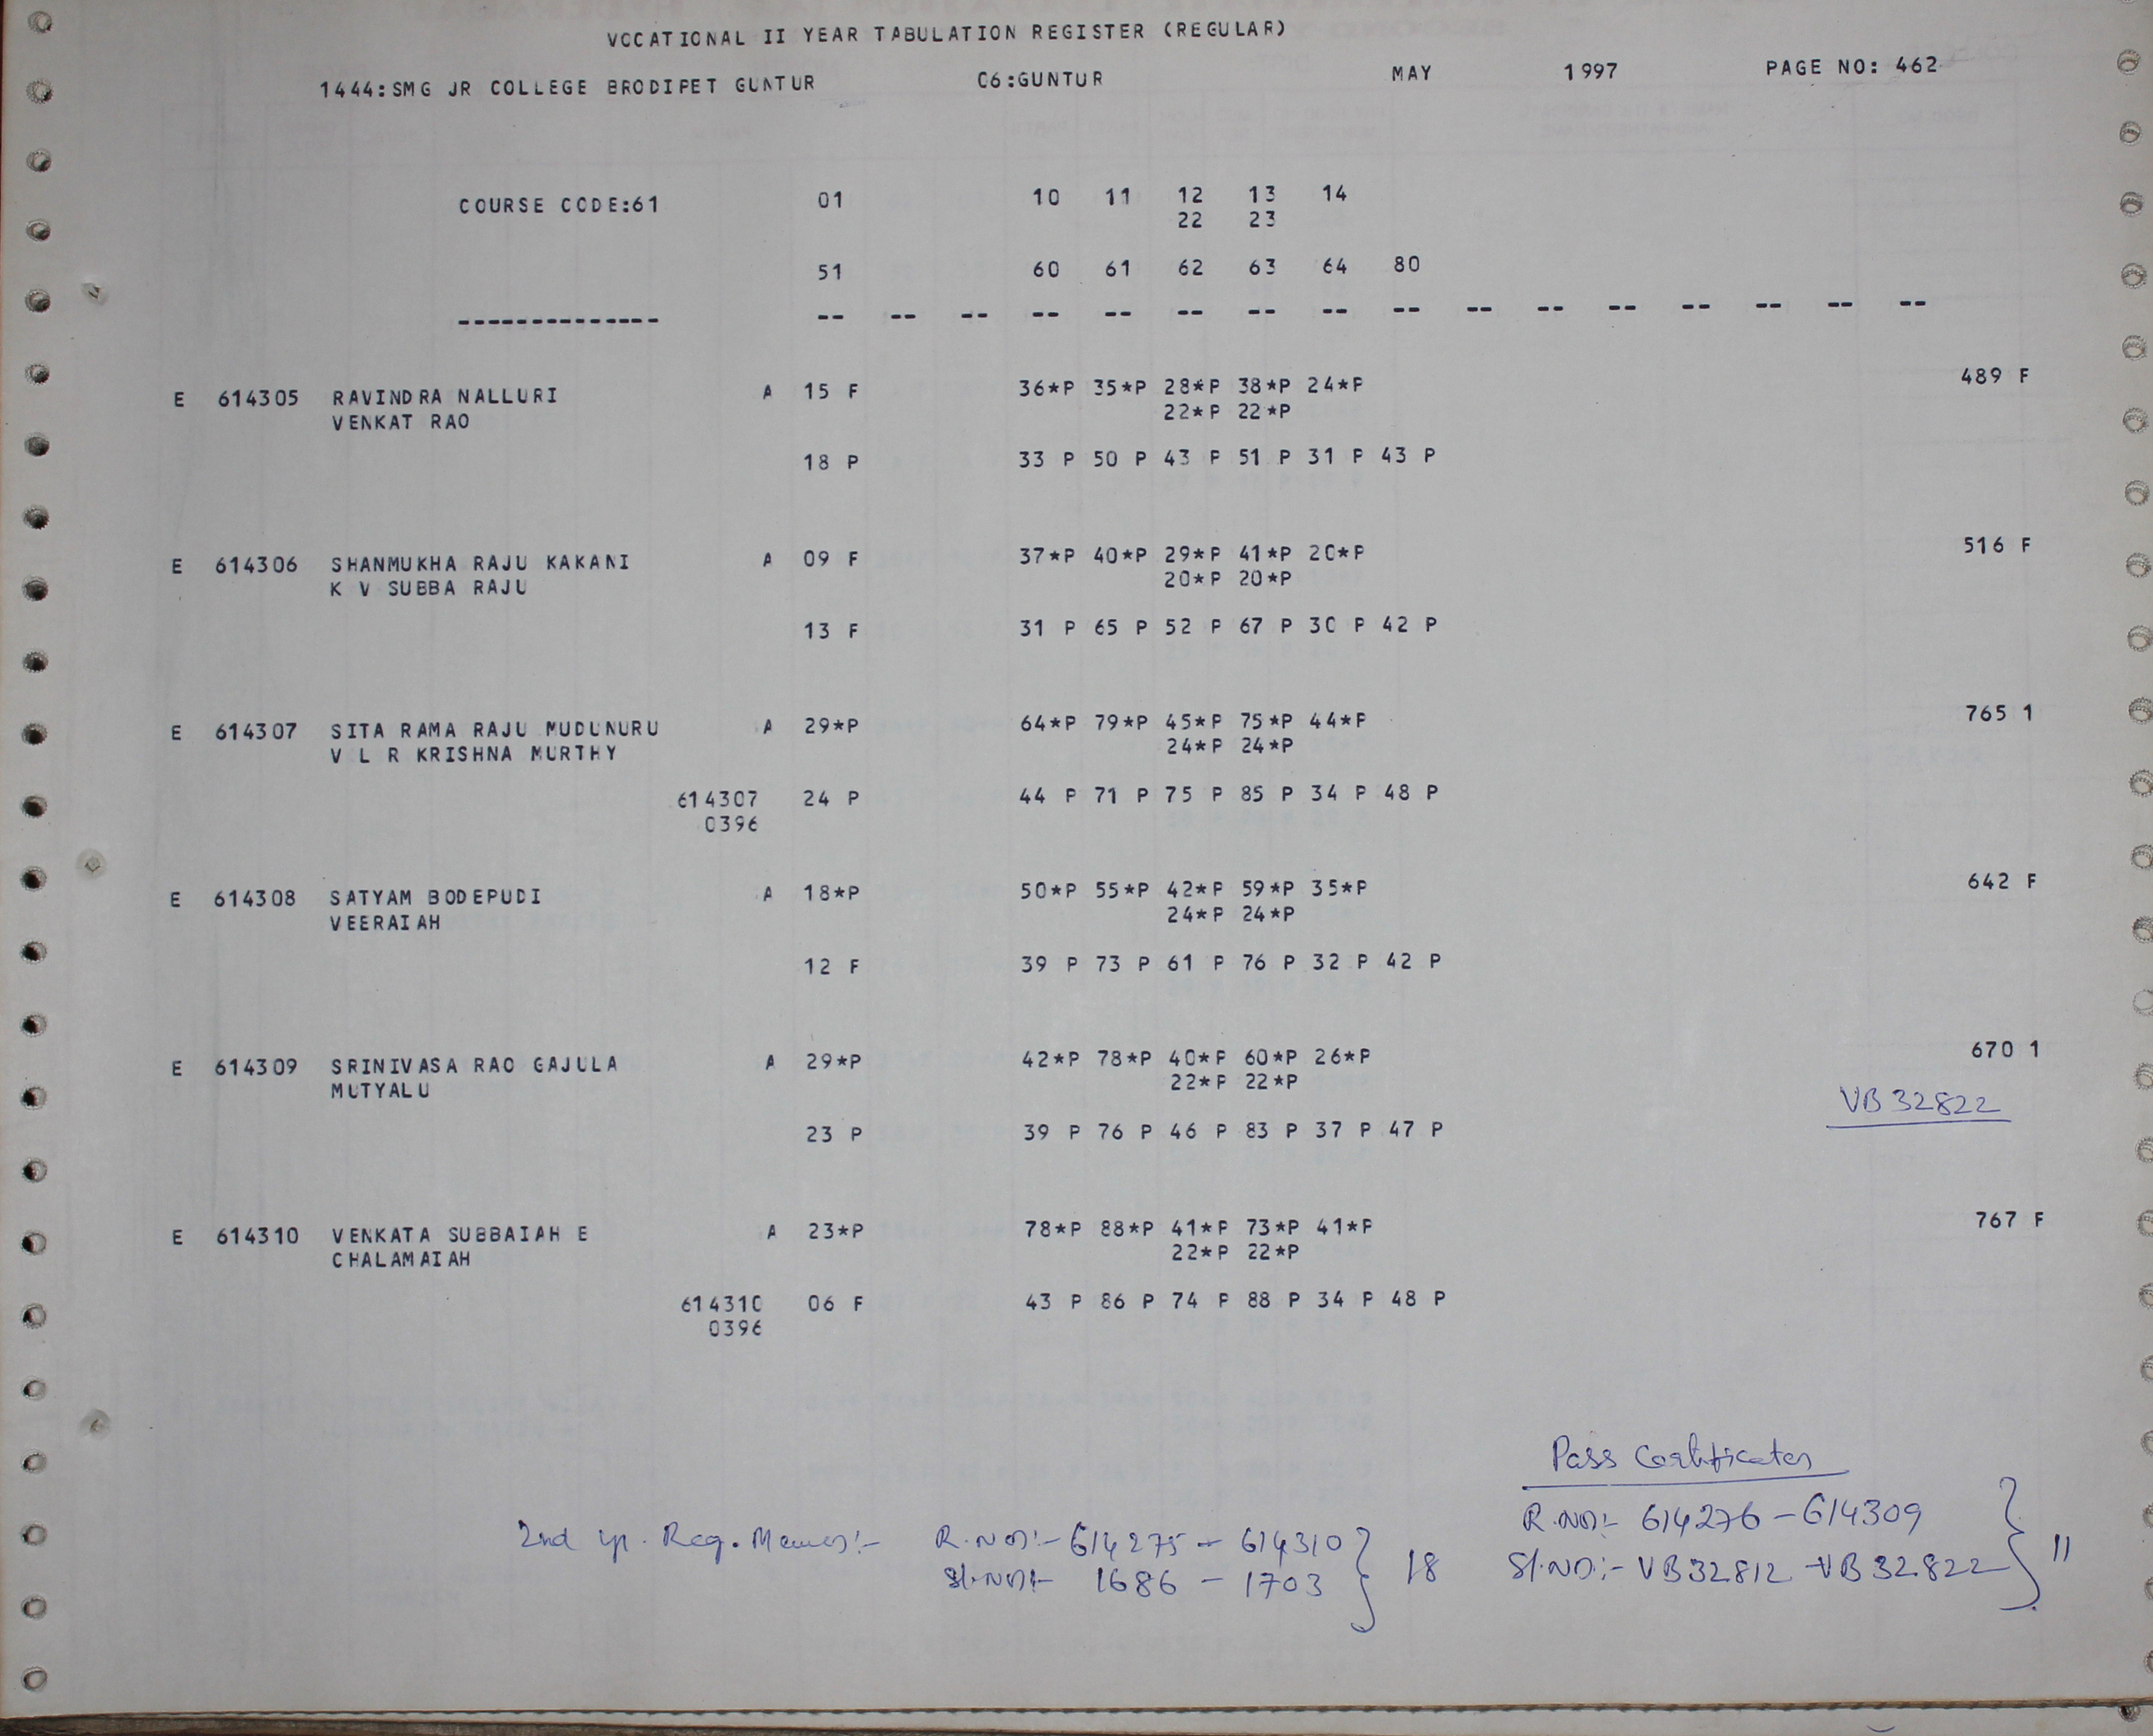 VOCATIONAL II YEAR TABULATION REGISTER (REGULAR)
1444:SMG JR COLLEGE BRODIPET GUNTUR C6:GUNTUR MAY 1997 PAGE NO: 462
COURSE CODE:61 01 10 11 12 13 14
22 23
51 60 61 62 63 64 80
-------------- -- -- -- -- -- -- -- -- -- -- -- -- -- -- -- --
E 614305 RAVINDRA NALLURI A 15 F 36*P 35*P 28*P 38*P 24*P 489 F
VENKAT RAO 22*P 22*P
18 P 33 P 50 P 43 P 51 P 31 P 43 P
E 614306 SHANMUKHA RAJU KAKANI A 09 F 37*P 40*P 29*P 41*P 20*P 516 F
K V SUBBA RAJU 20*P 20*P
13 F 31 P 65 P 52 P 67 P 30 P 42 P
E 614307 SITA RAMA RAJU MUDUNURU A 29*P 64*P 79*P 45*P 75*P 44*P 765 1
V L R KRISHNA MURTHY 24*P 24*P
614307 24 P 44 P 71 P 75 P 85 P 34 P 48 P
0396
E 614308 SATYAM BODEPUDI A 18*P 50*P 55*P 42*P 59*P 35*P 642 F
VEERAIAH 24*P 24*P
12 F 39 P 73 P 61 P 76 P 32 P 42 P
E 614309 SRINIVASA RAO GAJULA A 29*P 42*P 78*P 40*P 60*P 26*P 670 1
MUTYALU 22*P 22*P
VB 32822
23 P 39 P 76 P 46 P 83 P 37 P 47 P
E 614310 VENKATA SUBBAIAH E A 23*P 78*P 88*P 41*P 73*P 41*P 767 F
CHALAMAIAH 22*P 22*P
614310 06 F 43 P 86 P 74 P 88 P 34 P 48 P
0396
Pass Certificates
R.NO:- 614276 - 614309
Sl.NO:- VB32812 - VB32822 } 11
2nd yr. Reg. Memos:- R.NO:- 614275 - 614310
Sl.NO:- 1686 - 1703 } 18